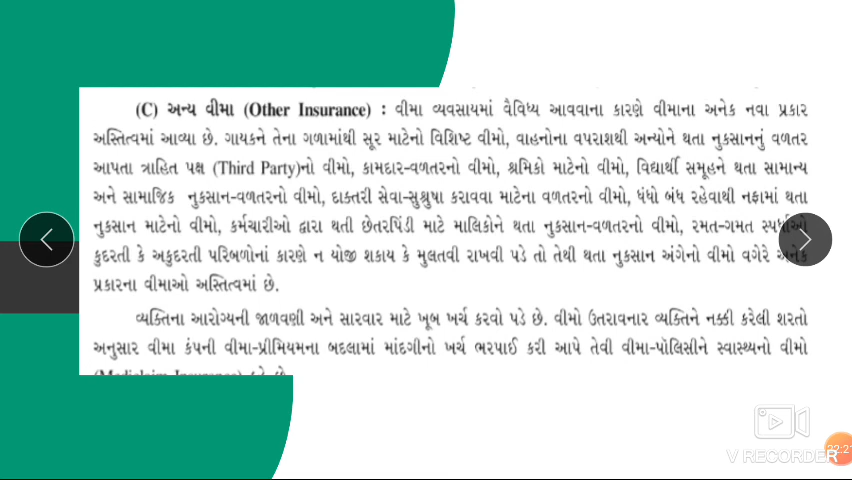 (C) અન્ય વીમા (Other Insurance) : વીમા વ્યવસાયમાં વૈવિધ્ય આવવાના કારણે વીમાના અનેક નવા પ્રકાર
અસ્તિત્વમાં આવ્યા છે. ગાયકને તેના ગળામાંથી સૂર માટેનો વિશિષ્ટ વીમો, વાહનોના વપરાશથી અન્યોને થતા નુકસાનનું વળતર
આપતા ત્રાહિત પક્ષ (Third Party)નો વીમો, કામદાર-વળતરનો વીમો, શ્રમિકો માટેનો વીમો, વિદ્યાર્થી સમૂહને થતા સામાન્ય
અને સામાજિક નુકસાન-વળતરનો વીમો, દાક્તરી સેવા-સુશ્રુષા કરાવવા માટેના વળતરનો વીમો, ધંધો બંધ રહેવાથી નફામાં થતા
નુકસાન માટેનો વીમો, કર્મચારીઓ દ્વારા થતી છેતરપિંડી માટે માલિકોને થતા નુકસાન-વળતરનો વીમો, રમત-ગમત સ્પર્ધાઓ
કુદરતી કે અકુદરતી પરિબળોનાં કારણે ન યોજી શકાય કે મુલતવી રાખવી પડે તો તેથી થતા નુકસાન અંગેનો વીમો વગેરે અનેક
પ્રકારના વીમાઓ અસ્તિત્વમાં છે.
વ્યક્તિના આરોગ્યની જાળવણી અને સારવાર માટે ખૂબ ખર્ચ કરવો પડે છે. વીમો ઉતરાવનાર વ્યક્તિને નક્કી કરેલી શરતો
અનુસાર વીમા કંપની વીમા-પ્રીમિયમના બદલામાં માંદગીનો ખર્ચ ભરપાઈ કરી આપે તેવી વીમા-પૉલિસીને સ્વાસ્થ્યનો વીમો
V RECORDER
22:21